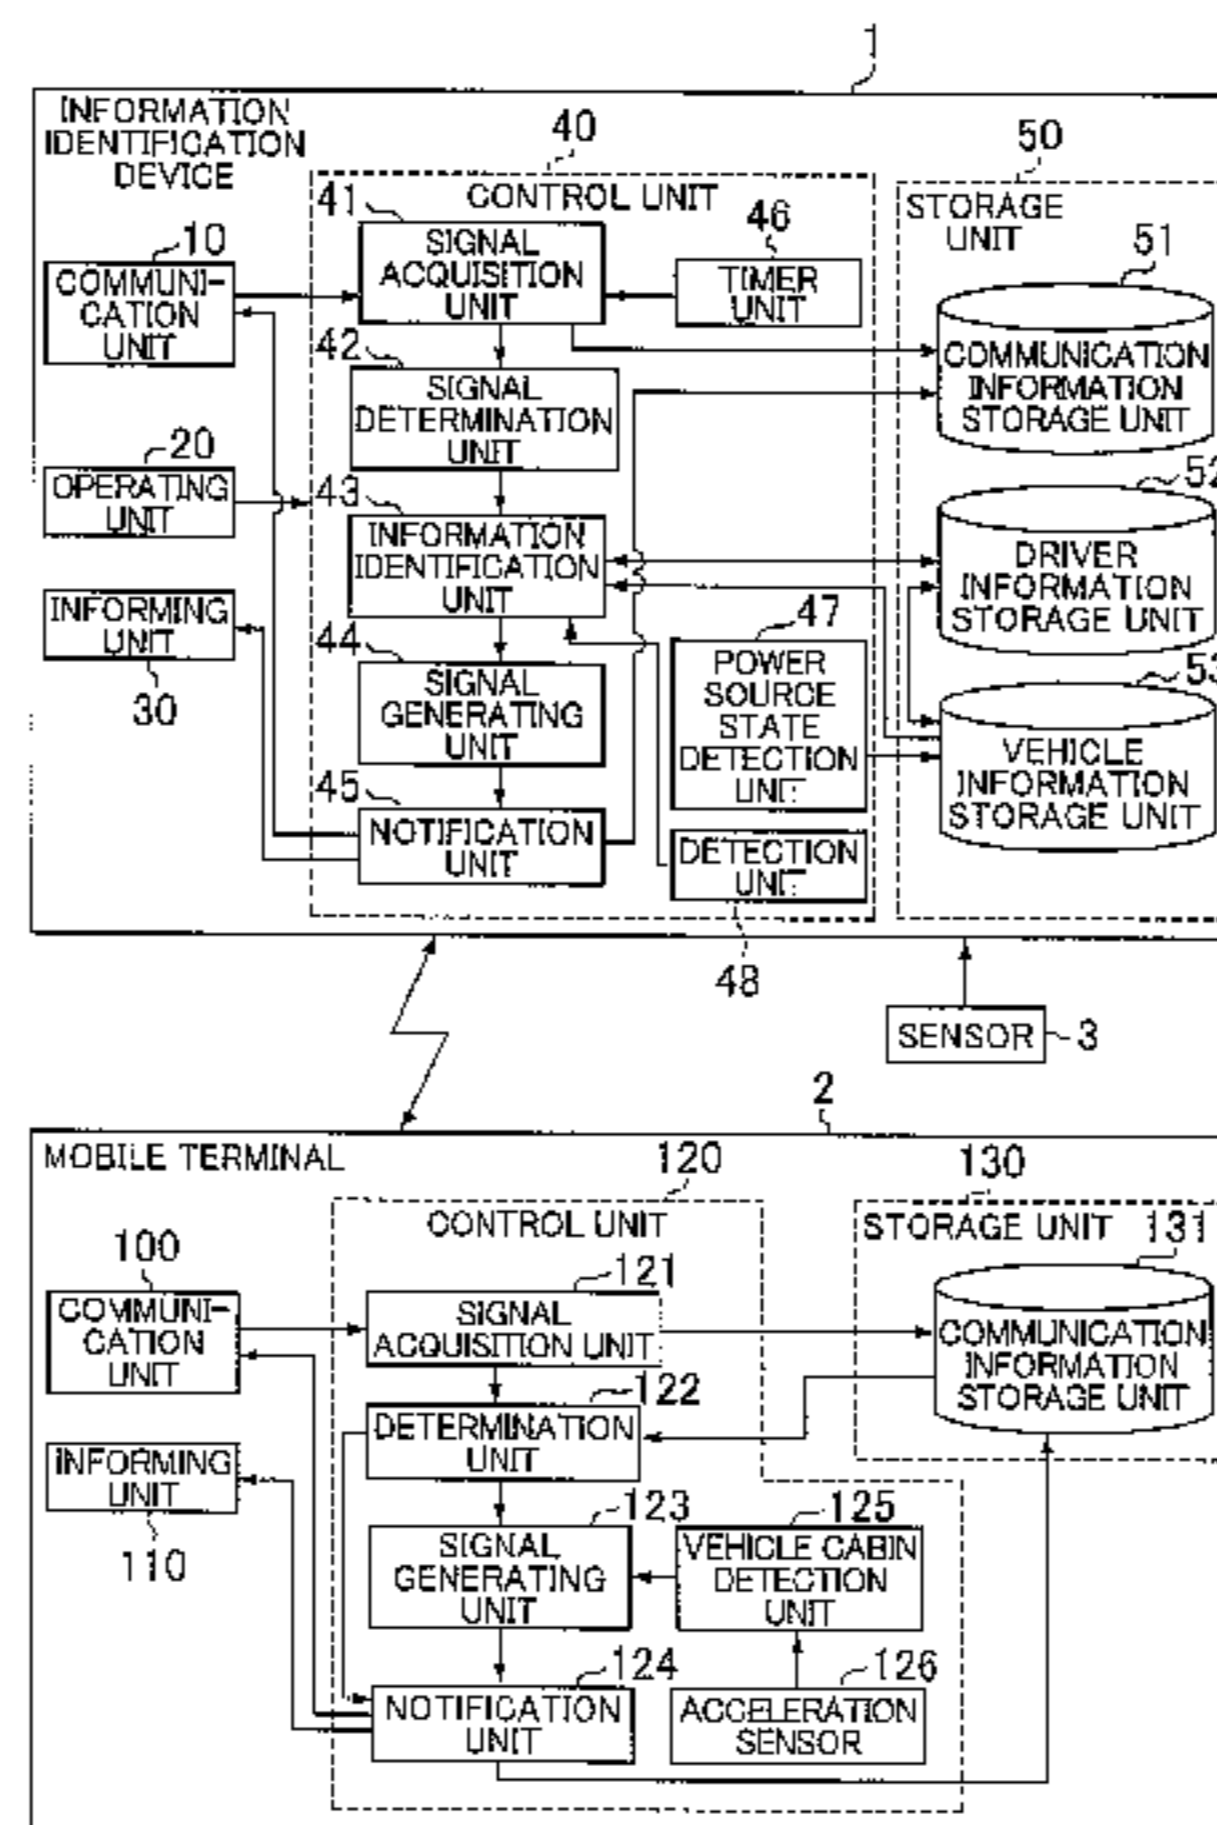 1
INFORMATION
IDENTIFICATION
DEVICE
40
50
CONTROL UNIT
STORAGE
UNIT
10
COMMUNI-
CATION
UNIT
41
SIGNAL
ACQUISITION
UNIT
46
TIMER
UNIT
51
COMMUNICATION
INFORMATION
STORAGE UNIT
42
SIGNAL
DETERMINATION
UNIT
20
OPERATING
UNIT
43
INFORMATION
IDENTIFICATION
UNIT
52
DRIVER
INFORMATION
STORAGE UNIT
INFORMING
UNIT
30
44
SIGNAL
GENERATING
UNIT
47
POWER
SOURCE
STATE
DETECTION
UNIT
53
VEHICLE
INFORMATION
STORAGE UNIT
45
NOTIFICATION
UNIT
DETECTION
UNIT
48
SENSOR
3
2
MOBILE TERMINAL
120
130
CONTROL UNIT
STORAGE UNIT
100
COMMUNI-
CATION
UNIT
121
SIGNAL
ACQUISITION UNIT
131
COMMUNICATION
INFORMATION
STORAGE UNIT
122
DETERMINATION
UNIT
INFORMING
UNIT
110
123
SIGNAL
GENERATING
UNIT
125
VEHICLE CABIN
DETECTION
UNIT
124
NOTIFICATION
UNIT
126
ACCELERATION
SENSOR